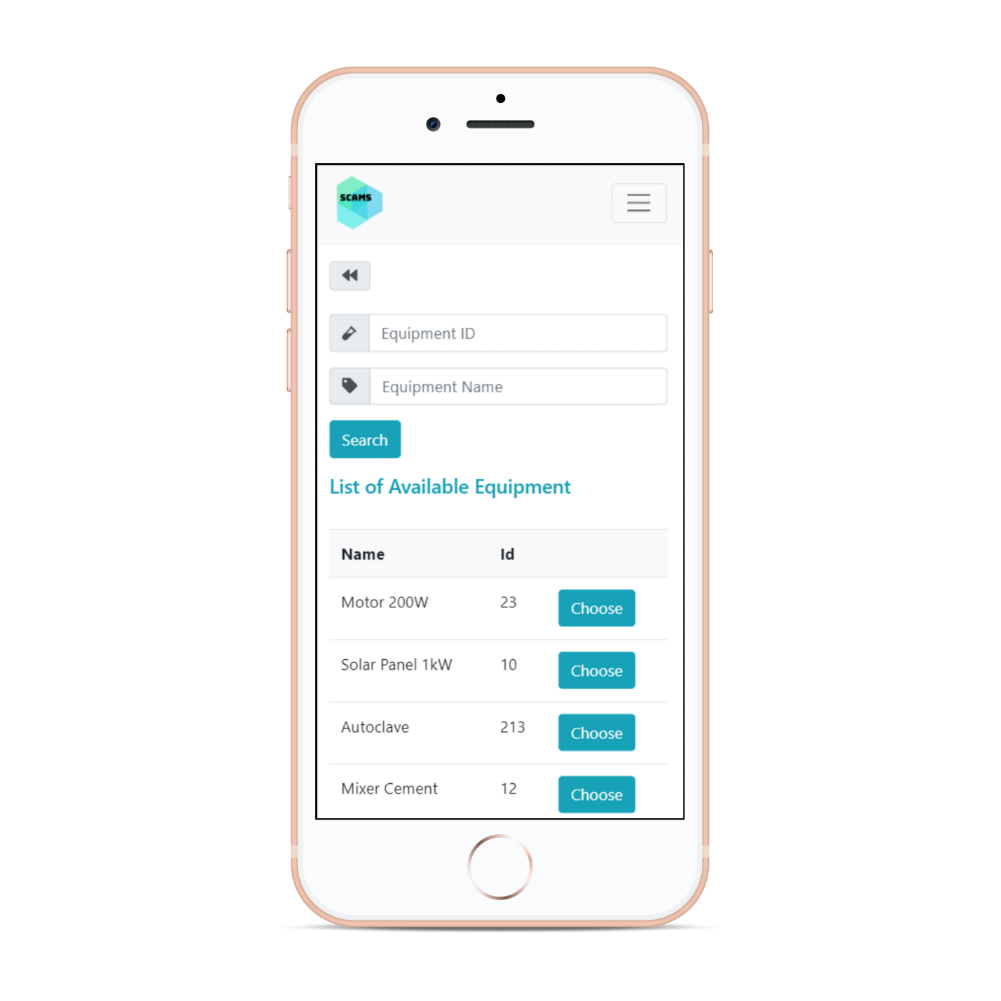 SCAMS
Equipment ID
Equipment Name
Search
List of Available Equipment
Name Id
Motor 200W 23 Choose
Solar Panel 1kW 10 Choose
Autoclave 213 Choose
Mixer Cement 12 Choose